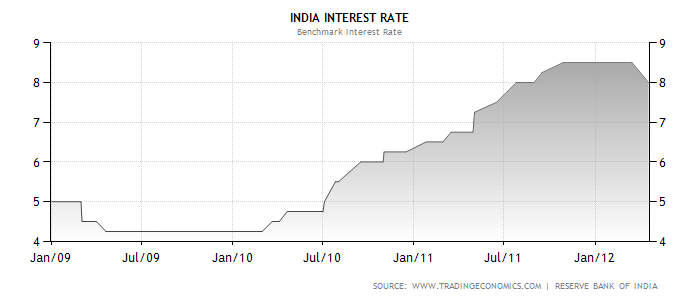 INDIA INTEREST RATE
Benchmark Interest Rate
9 9
8 8
7 7
6 6
5 5
4 4
Jan/09 Jul/09 Jan/10 Jul/10 Jan/11 Jul/11 Jan/12
SOURCE: WWW.TRADINGECONOMICS.COM | RESERVE BANK OF INDIA